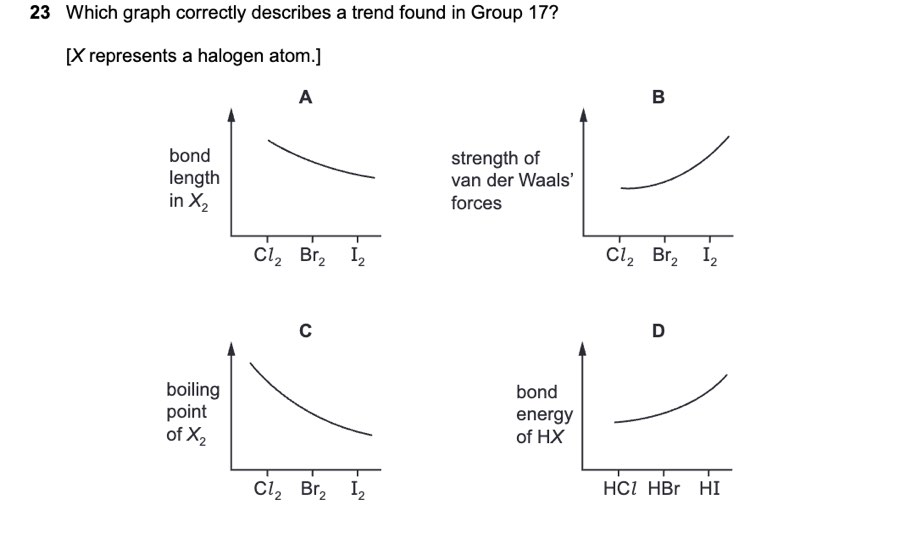 23 Which graph correctly describes a trend found in Group 17?
[X represents a halogen atom.]
A
bond
length
in X₂
Cl₂ Br₂ I₂
B
strength of
van der Waals’
forces
Cl₂ Br₂ I₂
C
boiling
point
of X₂
Cl₂ Br₂ I₂
D
bond
energy
of HX
HCl HBr HI